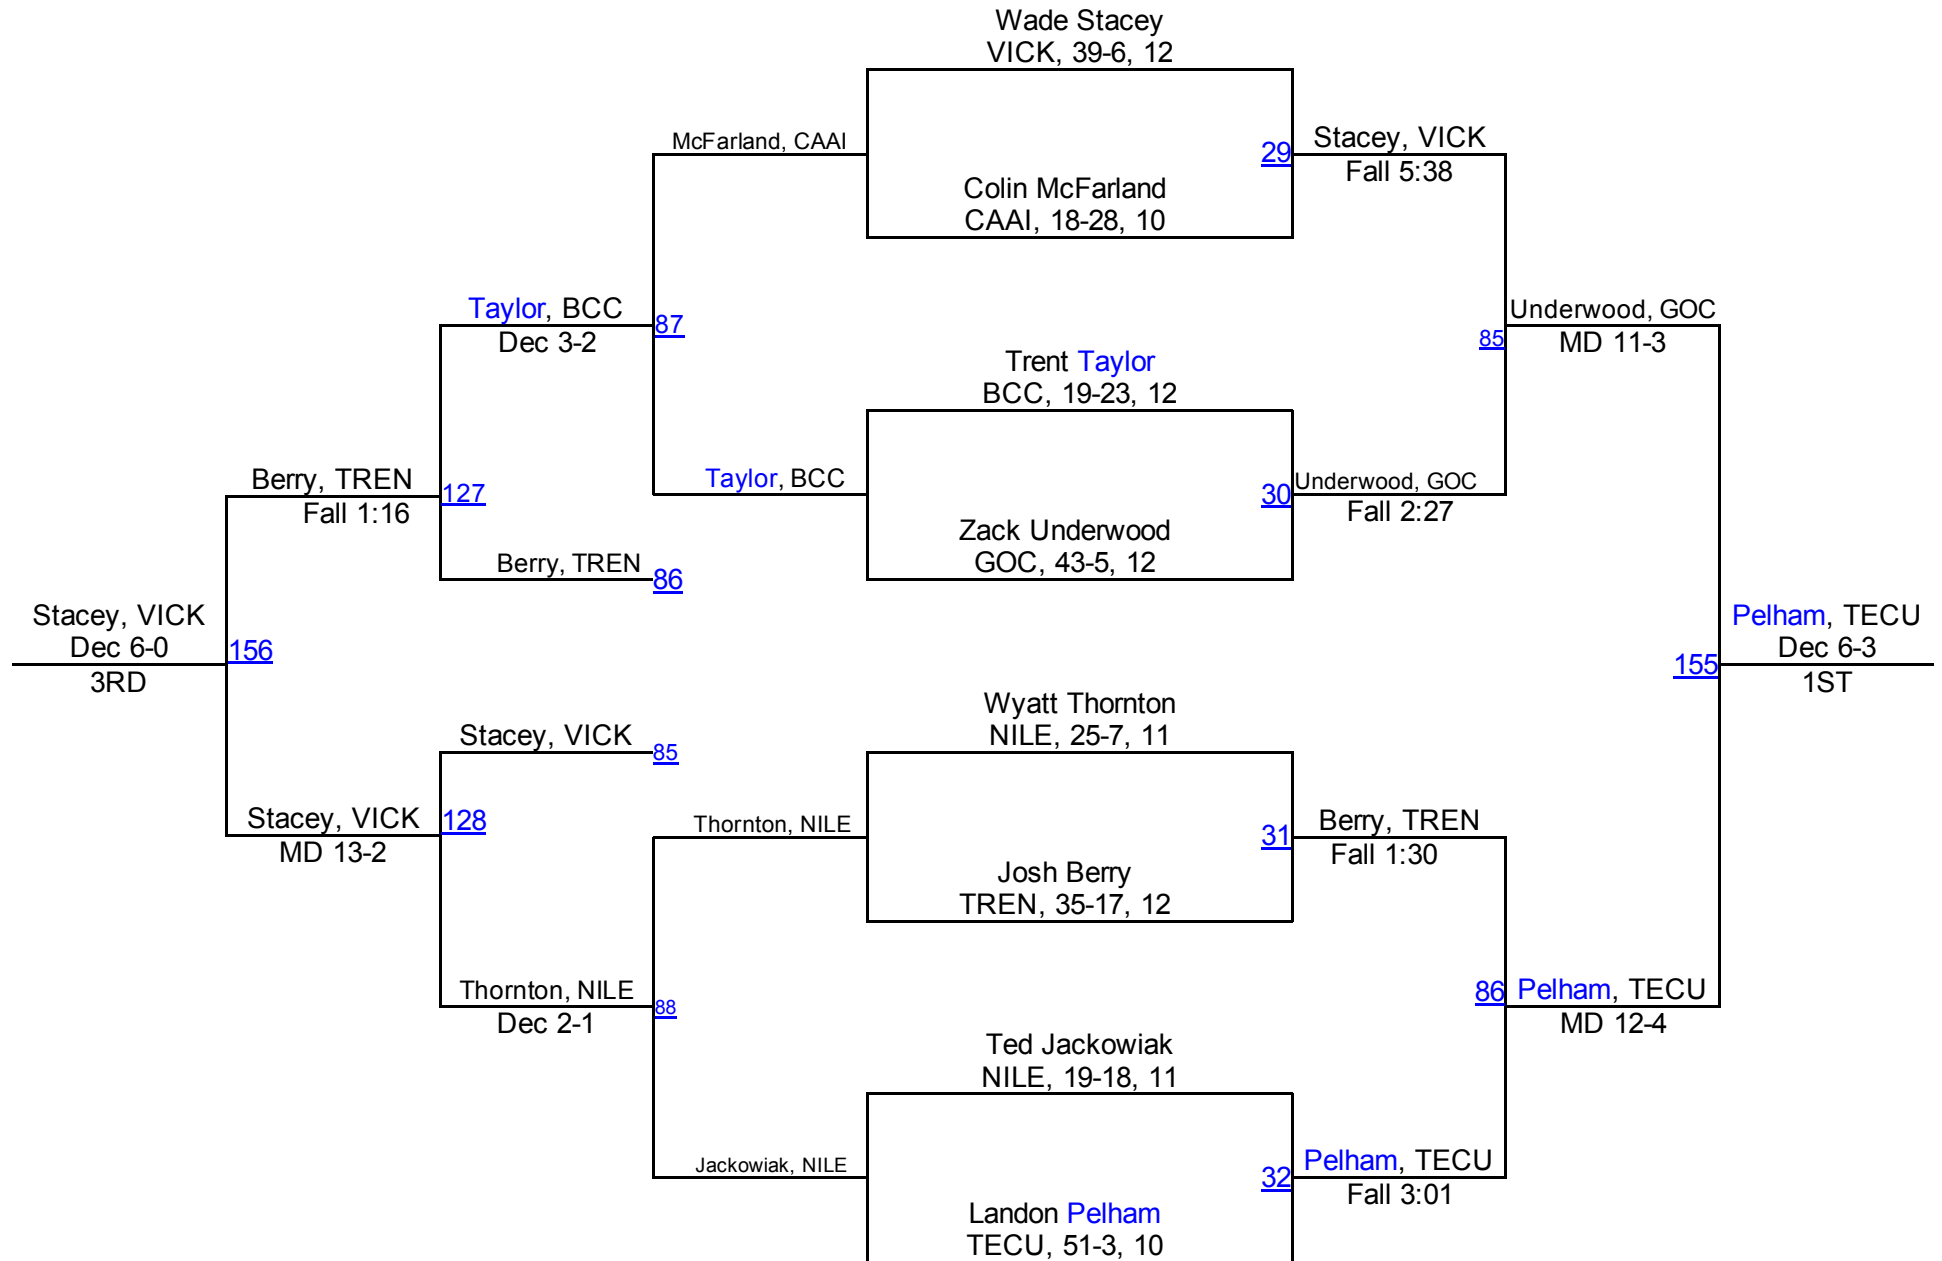 Wade Stacey
VICK, 39-6, 12
McFarland, CAAI
29
Stacey, VICK
Fall 5:38
Colin McFarland
CAAI, 18-28, 10
Taylor, BCC
Dec 3-2
87
Underwood, GOC
MD 11-3
85
Trent Taylor
BCC, 19-23, 12
Berry, TREN
Fall 1:16
127
Taylor, BCC
30
Underwood, GOC
Fall 2:27
Zack Underwood
GOC, 43-5, 12
Berry, TREN
86
Stacey, VICK
Dec 6-0
3RD
156
155
Pelham, TECU
Dec 6-3
1ST
Wyatt Thornton
NILE, 25-7, 11
Stacey, VICK
85
Stacey, VICK
MD 13-2
128
Thornton, NILE
31
Berry, TREN
Fall 1:30
Josh Berry
TREN, 35-17, 12
Thornton, NILE
Dec 2-1
88
86
Pelham, TECU
MD 12-4
Ted Jackowiak
NILE, 19-18, 11
Jackowiak, NILE
32
Pelham, TECU
Fall 3:01
Landon Pelham
TECU, 51-3, 10